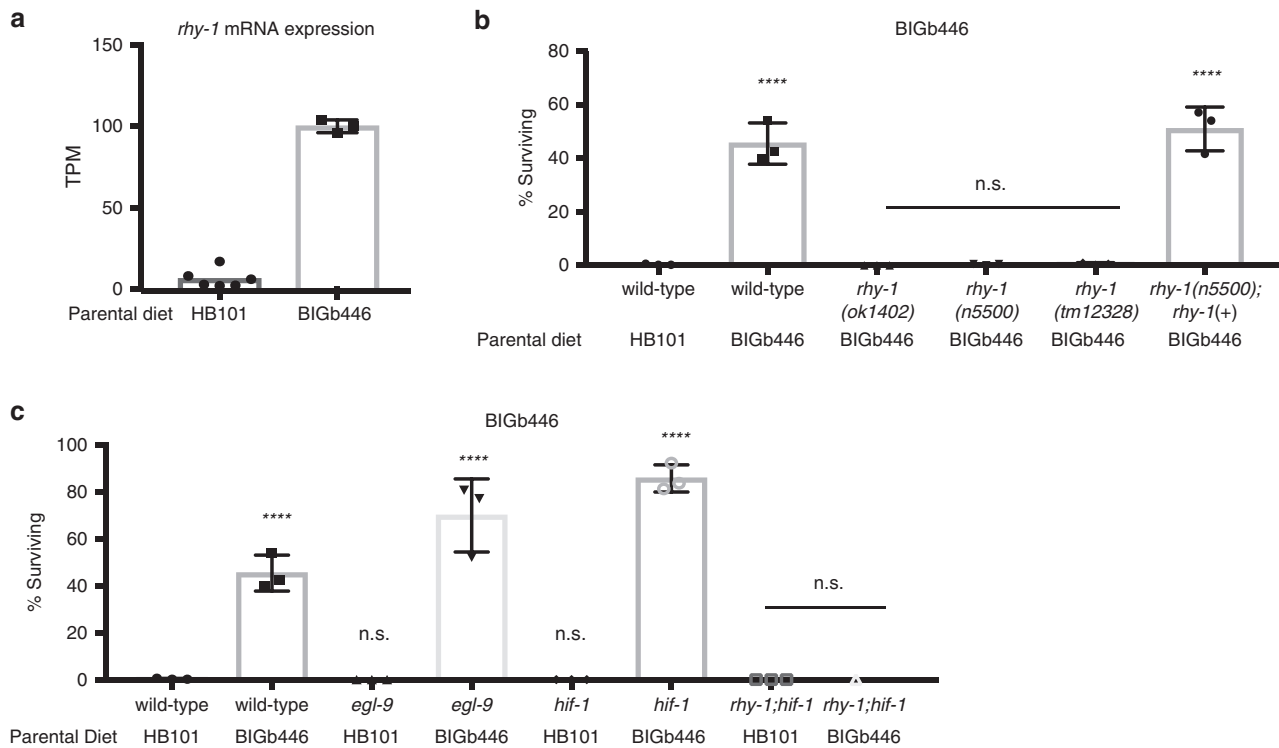 a
rhy-1 mRNA expression
150
100
50
0
TPM
Parental diet HB101 BIGb446
b
BIGb446
80
60
40
20
0
% Surviving
****
n.s.
****
wild-type wild-type rhy-1 rhy-1 rhy-1 rhy-1(n5500);
(ok1402) (n5500) (tm12328) rhy-1(+)
Parental diet HB101 BIGb446 BIGb446 BIGb446 BIGb446 BIGb446
c
BIGb446
100
80
60
40
20
0
% Surviving
****
n.s.
****
n.s.
****
n.s.
wild-type wild-type egl-9 egl-9 hif-1 hif-1 rhy-1;hif-1 rhy-1;hif-1
Parental Diet HB101 BIGb446 HB101 BIGb446 HB101 BIGb446 HB101 BIGb446